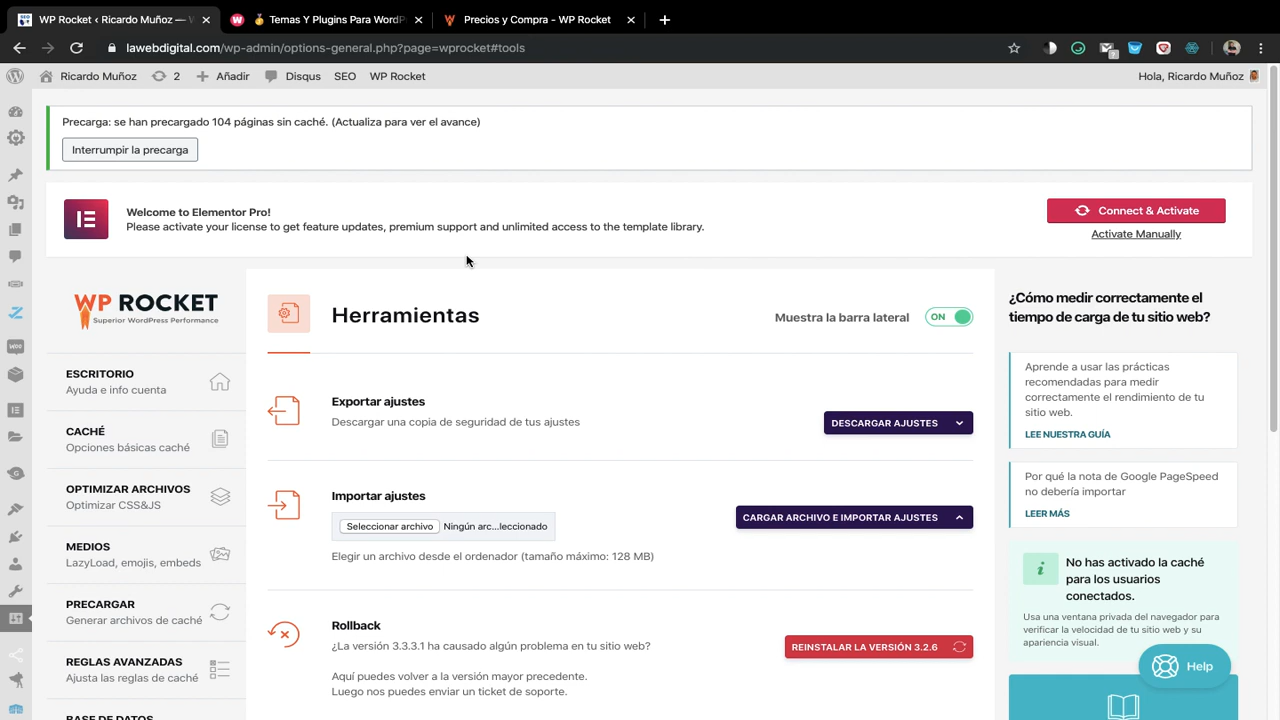 WP Rocket < Ricardo Muñoz — W
Temas Y Plugins Para WordP
Precios y Compra - WP Rocket
lawebdigital.com/wp-admin/options-general.php?page=wprocket#tools
Ricardo Muñoz
2
Añadir
Disqus
SEO
WP Rocket
Hola, Ricardo Muñoz
Precarga: se han precargado 104 páginas sin caché. (Actualiza para ver el avance)
Interrumpir la precarga
Welcome to Elementor Pro!
Please activate your license to get feature updates, premium support and unlimited access to the template library.
Connect & Activate
Activate Manually
WP ROCKET
Superior WordPress Performance
ESCRITORIO
Ayuda e info cuenta
CACHÉ
Opciones básicas caché
OPTIMIZAR ARCHIVOS
Optimizar CSS&JS
MEDIOS
LazyLoad, emojis, embeds
PRECARGAR
Generar archivos de caché
REGLAS AVANZADAS
Ajusta las reglas de caché
BASE DE DATOS
Herramientas
Muestra la barra lateral
ON
Exportar ajustes
Descargar una copia de seguridad de tus ajustes
DESCARGAR AJUSTES
Importar ajustes
Seleccionar archivo Ningún arc...leccionado
CARGAR ARCHIVO E IMPORTAR AJUSTES
Elegir un archivo desde el ordenador (tamaño máximo: 128 MB)
Rollback
¿La versión 3.3.3.1 ha causado algún problema en tu sitio web?
REINSTALAR LA VERSIÓN 3.2.6
Aquí puedes volver a la versión mayor precedente.
Luego nos puedes enviar un ticket de soporte.
¿Cómo medir correctamente el
tiempo de carga de tu sitio web?
Aprende a usar las prácticas
recomendadas para medir
correctamente el rendimiento de tu
sitio web.
LEE NUESTRA GUÍA
Por qué la nota de Google PageSpeed
no debería importar
LEER MÁS
No has activado la caché
para los usuarios
conectados.
Usa una ventana privada del navegador para
verificar la velocidad de tu sitio web y su
apariencia visual.
Help